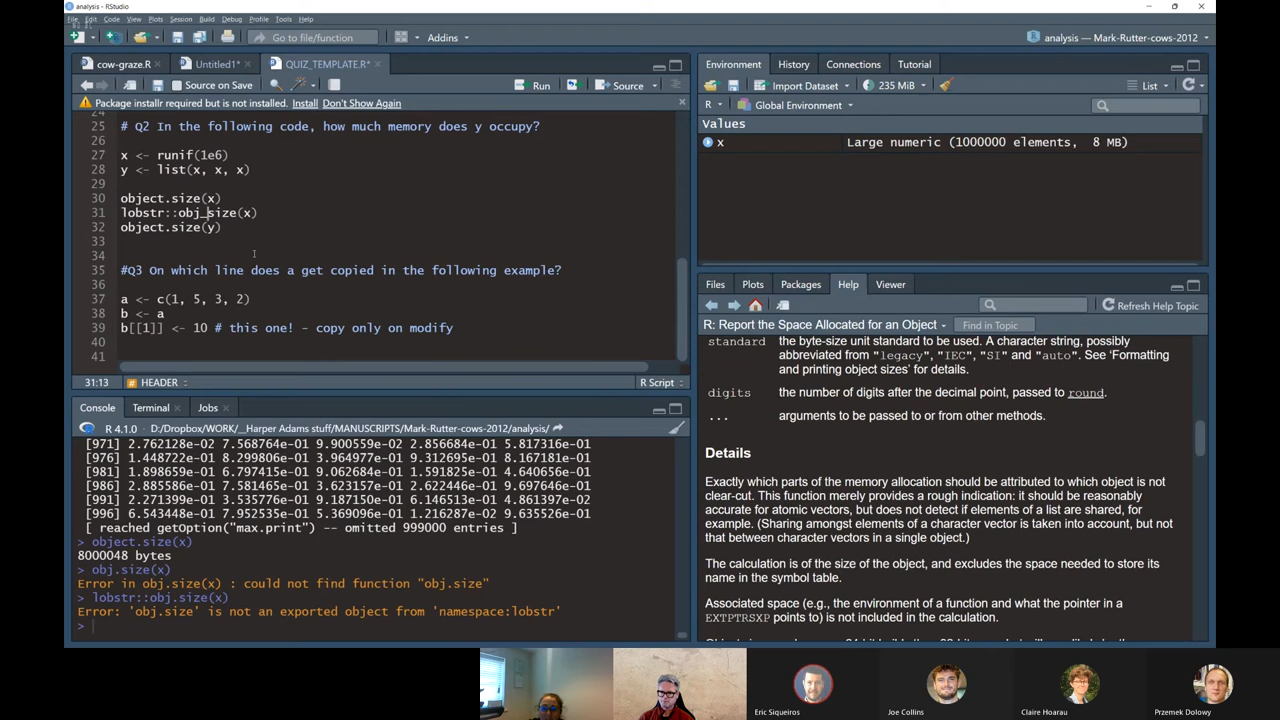 analysis - RStudio
File Edit Code View Plots Session Build Debug Profile Tools Help
Go to file/function
Addins
analysis — Mark-Rutter-cows-2012
cow-graze.R
Untitled1*
QUIZ_TEMPLATE.R*
Source on Save
Run
Source
Package installr required but is not installed. Install Don't Show Again
24
25 # Q2 In the following code, how much memory does y occupy?
26
27 x <- runif(1e6)
28 y <- list(x, x, x)
29
30 object.size(x)
31 lobstr::obj_size(x)
32 object.size(y)
33
34
35 #Q3 On which line does a get copied in the following example?
36
37 a <- c(1, 5, 3, 2)
38 b <- a
39 b[[1]] <- 10 # this one! - copy only on modify
40
41
31:13 # HEADER
R Script
Console Terminal Jobs
R 4.1.0 · D:/Dropbox/WORK/__Harper Adams stuff/MANUSCRIPTS/Mark-Rutter-cows-2012/analysis/
[971] 2.762128e-02 7.568764e-01 9.900559e-02 2.856684e-01 5.817316e-01
[976] 1.448722e-01 8.299806e-01 3.964977e-01 9.312695e-01 8.167181e-01
[981] 1.898659e-01 6.797415e-01 9.062684e-01 1.591825e-01 4.640656e-01
[986] 2.885558e-01 7.581465e-01 3.623157e-01 2.622446e-01 9.697646e-01
[991] 2.271399e-01 3.535776e-01 9.187150e-01 6.146513e-01 4.861397e-02
[996] 6.543448e-01 7.952535e-01 5.369096e-01 1.216287e-02 9.635526e-01
[ reached getOption("max.print") -- omitted 999000 entries ]
> object.size(x)
8000048 bytes
> obj.size(x)
Error in obj.size(x) : could not find function "obj.size"
> lobstr::obj.size(x)
Error: 'obj.size' is not an exported object from 'namespace:lobstr'
>
Environment History Connections Tutorial
Import Dataset 235 MiB List
R Global Environment
Values
x Large numeric (1000000 elements, 8 MB)
Files Plots Packages Help Viewer
Refresh Help Topic
R: Report the Space Allocated for an Object Find in Topic
standard the byte-size unit standard to be used. A character string, possibly
abbreviated from "legacy", "IEC", "SI" and "auto". See ‘Formatting
and printing object sizes’ for details.
digits the number of digits after the decimal point, passed to round.
... arguments to be passed to or from other methods.
Details
Exactly which parts of the memory allocation should be attributed to which object is not
clear-cut. This function merely provides a rough indication: it should be reasonably
accurate for atomic vectors, but does not detect if elements of a list are shared, for
example. (Sharing amongst elements of a character vector is taken into account, but not
that between character vectors in a single object.)
The calculation is of the size of the object, and excludes the space needed to store its
name in the symbol table.
Associated space (e.g., the environment of a function and what the pointer in a
EXTPTRSXP points to) is not included in the calculation.
Eric Siqueiros
Joe Collins
Claire Hoarau
Przemek Dolowy